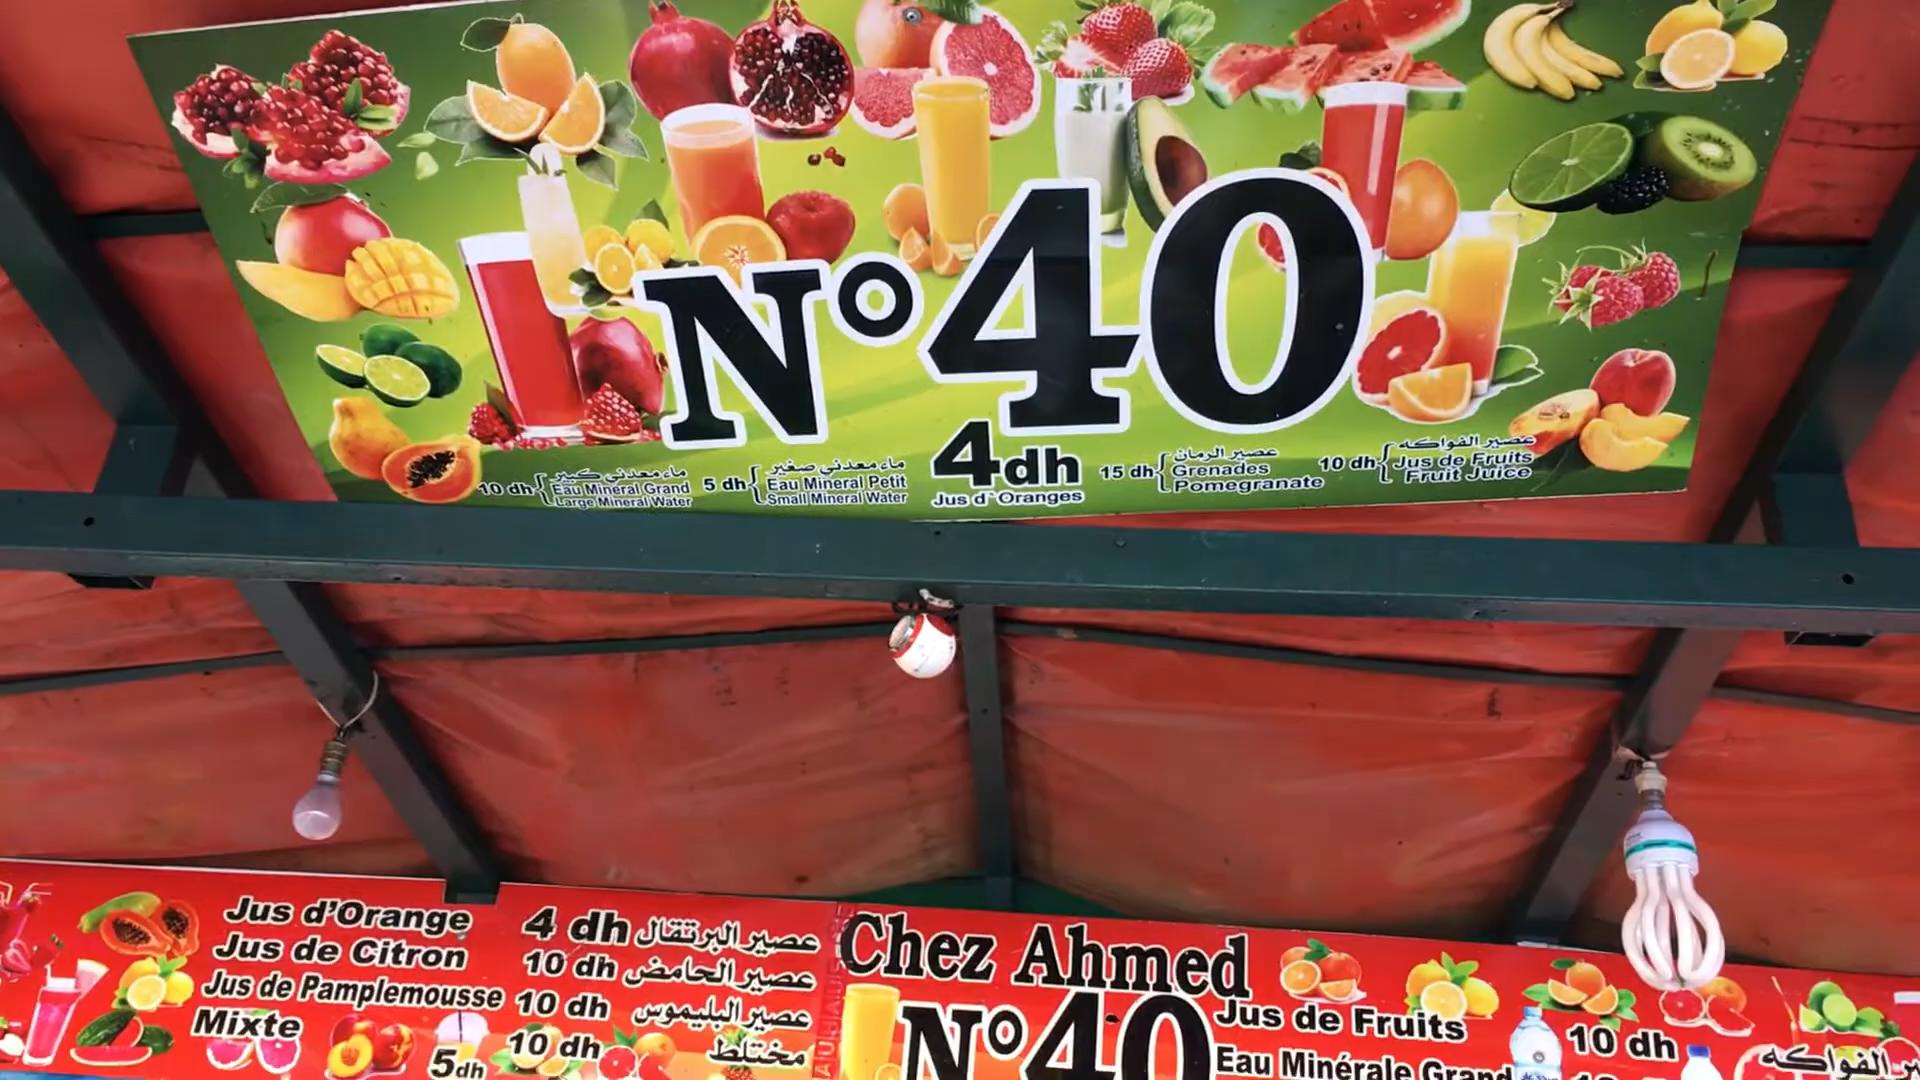 N°40
10 dh
ماء معدني كبير
Eau Mineral Grand
Large Mineral Water
5 dh
ماء معدني صغير
Eau Mineral Petit
Small Mineral Water
4dh
Jus d`Oranges
15 dh
عصير الرمان
Grenades
Pomegranate
10 dh
عصير الفواكه
Jus de Fruits
Fruit Juice
Jus d'Orange 4 dh عصير البرتقال
Jus de Citron 10 dh عصير الحامض
Jus de Pamplemousse 10 dh عصير البليموس
Mixte 10 dh مختلط
5dh
Chez Ahmed
N°40
Jus de Fruits 10 dh الفواكه
Eau Minérale Grand